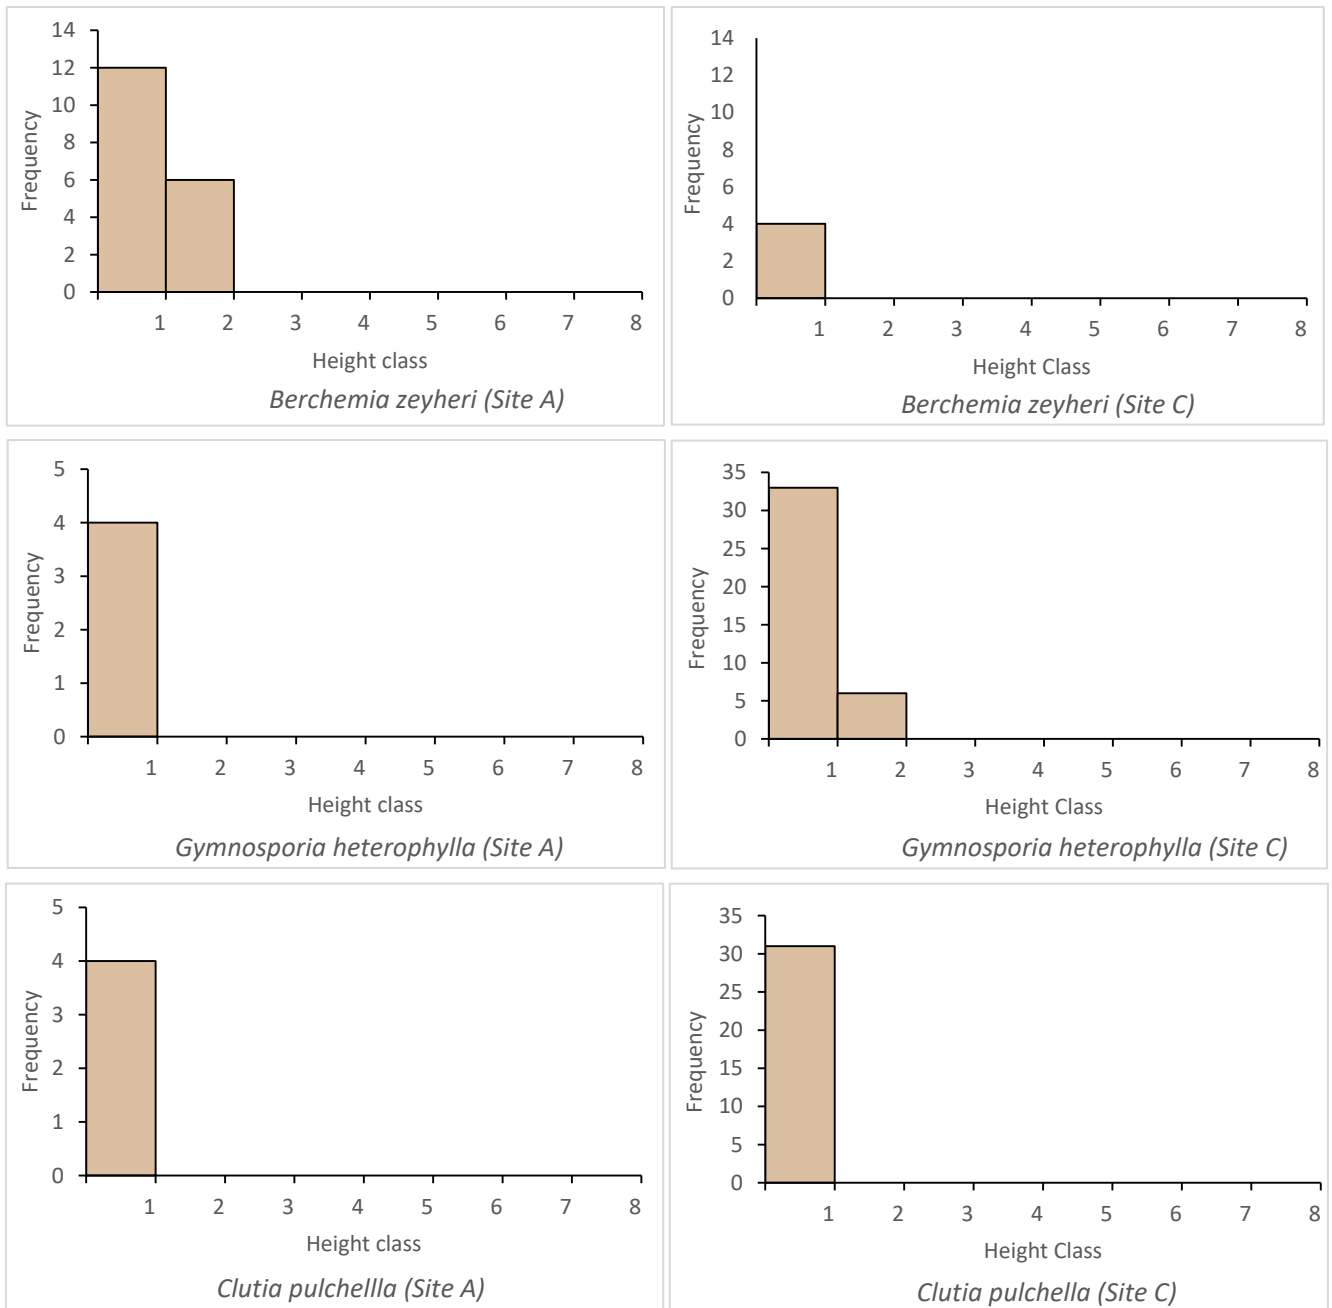 14
12
10
8
6
4
2
0
Frequency
1 2 3 4 5 6 7 8
Height class
Berchemia zeyheri (Site A)
14
12
10
8
6
4
2
0
Frequency
1 2 3 4 5 6 7 8
Height Class
Berchemia zeyheri (Site C)
5
4
3
2
1
0
Frequency
1 2 3 4 5 6 7 8
Height class
Gymnosporia heterophylla (Site A)
35
30
25
20
15
10
5
0
Frequency
1 2 3 4 5 6 7 8
Height Class
Gymnosporia heterophylla (Site C)
5
4
3
2
1
0
Frequency
1 2 3 4 5 6 7 8
Height class
Clutia pulchellla (Site A)
35
30
25
20
15
10
5
0
Frequency
1 2 3 4 5 6 7 8
Height Class
Clutia pulchella (Site C)